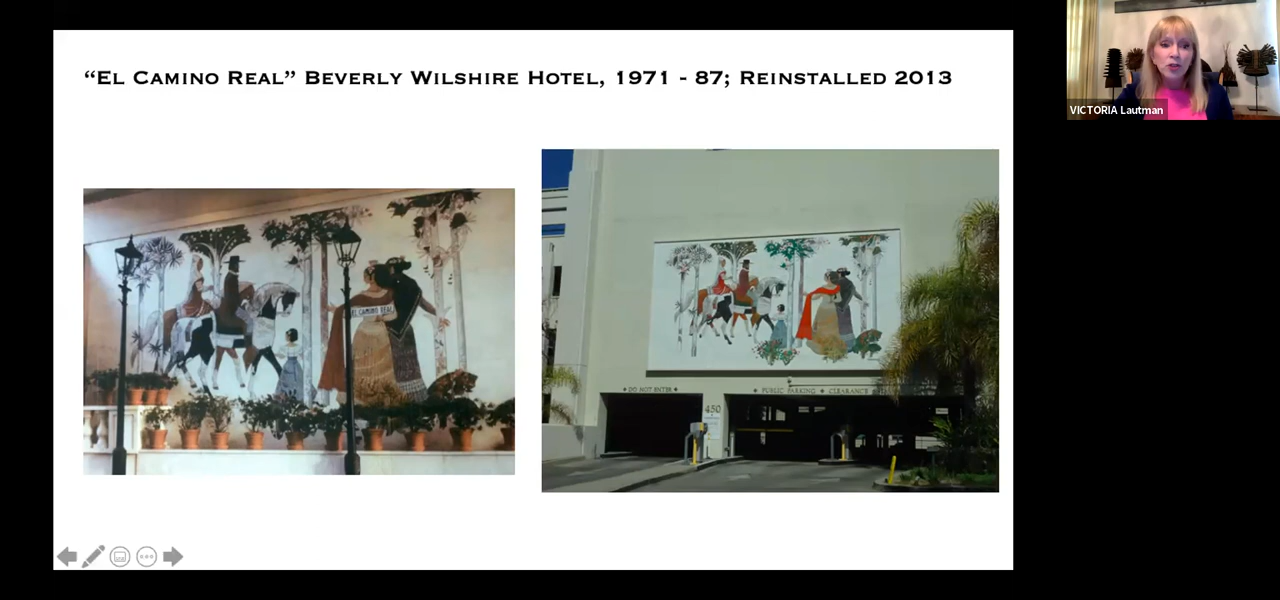 “EL CAMINO REAL” BEVERLY WILSHIRE HOTEL, 1971 - 87; REINSTALLED 2013
VICTORIA Lautman
EL CAMINO REAL
DO NOT ENTER
PUBLIC PARKING
CLEARANCE
450